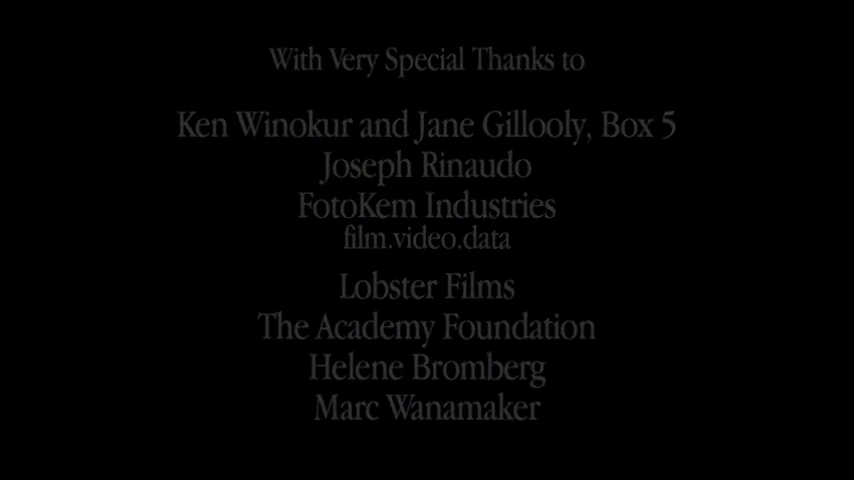 With Very Special Thanks to
Ken Winokur and Jane Gillooly, Box 5
Joseph Rinaudo
FotoKem Industries
film.video.data
Lobster Films
The Academy Foundation
Helene Bromberg
Marc Wanamaker